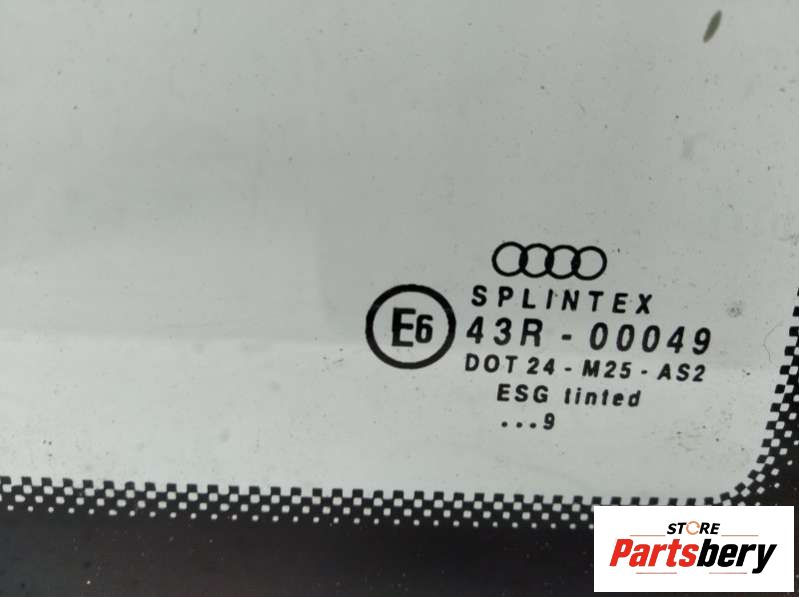 SPLINTEX
E6
43R - 00049
DOT 24 - M25 - AS2
ESG tinted
...9
STORE
Partsbery